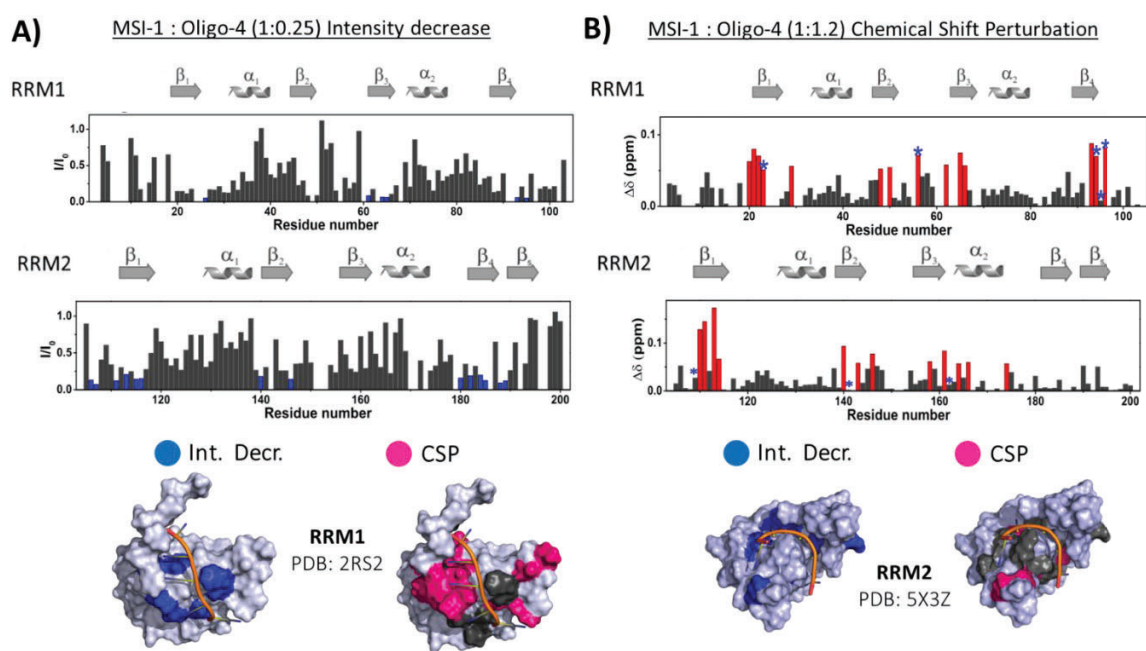 A)
MSI-1 : Oligo-4 (1:0.25) Intensity decrease
RRM1
β1 α1 β2 β3 α2 β4
I/I0
1.0
0.5
0.0
20 40 60 80 100
Residue number
RRM2
β1 α1 β2 β3 α2 β4 β5
I/I0
1.0
0.5
0.0
120 140 160 180 200
Residue number
Int. Decr.
CSP
RRM1
PDB: 2RS2
B)
MSI-1 : Oligo-4 (1:1.2) Chemical Shift Perturbation
RRM1
β1 α1 β2 β3 α2 β4
Δδ (ppm)
0.1
0.0
20 40 60 80 100
* * * * *
Residue number
RRM2
β1 α1 β2 β3 α2 β4
Δδ (ppm)
0.1
0.0
120 140 160 180 200
* * *
Residue number
Int. Decr.
CSP
RRM2
PDB: 5X3Z